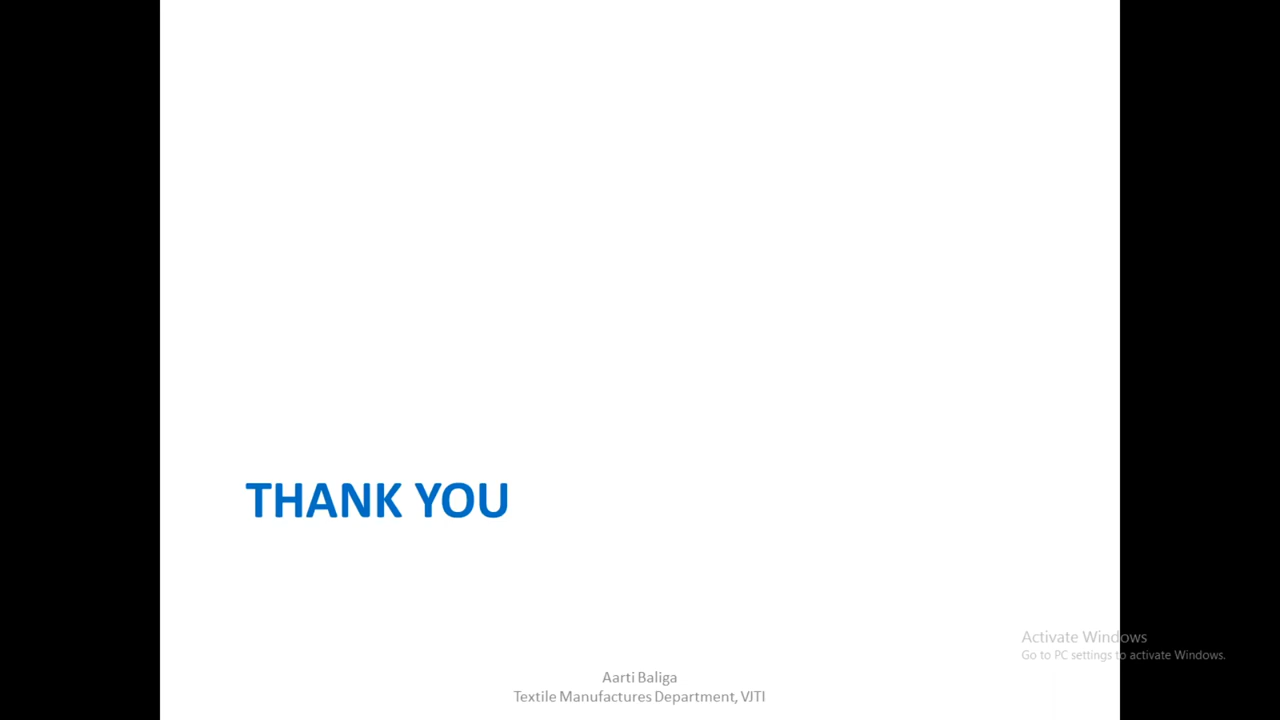 THANK YOU
Activate Windows
Go to PC settings to activate Windows.
Aarti Baliga
Textile Manufactures Department, VJTI